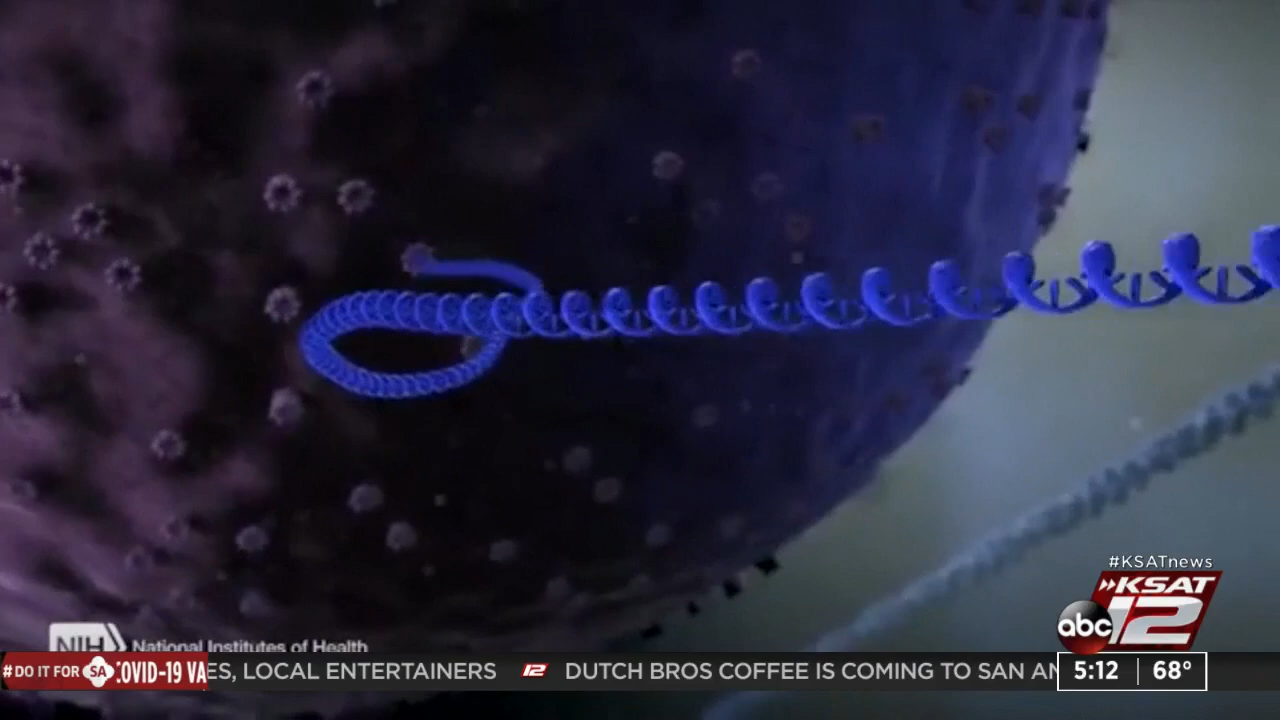 #KSATnews
KSAT
abc 12
NIH National Institutes of Health
# DO IT FOR SA COVID-19 VA
ES, LOCAL ENTERTAINERS 12 DUTCH BROS COFFEE IS COMING TO SAN AN
5:12 68°